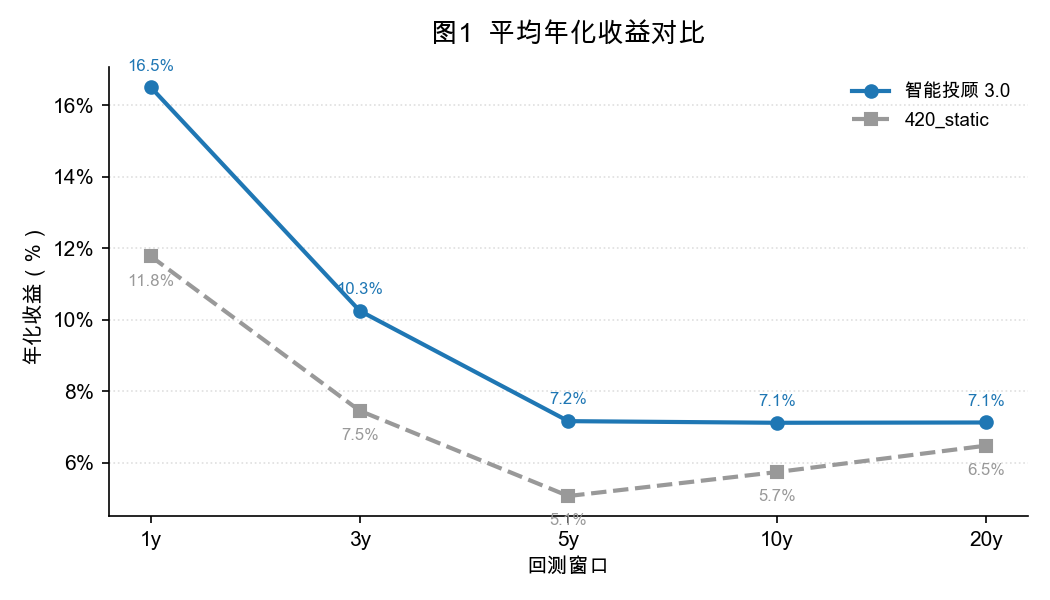 图1 平均年化收益对比
智能投顾 3.0
420_static
年化收益（%）
16%
14%
12%
10%
8%
6%
16.5%
10.3%
7.2%
7.1%
7.1%
11.8%
7.5%
5.1%
5.7%
6.5%
1y
3y
5y
10y
20y
回测窗口